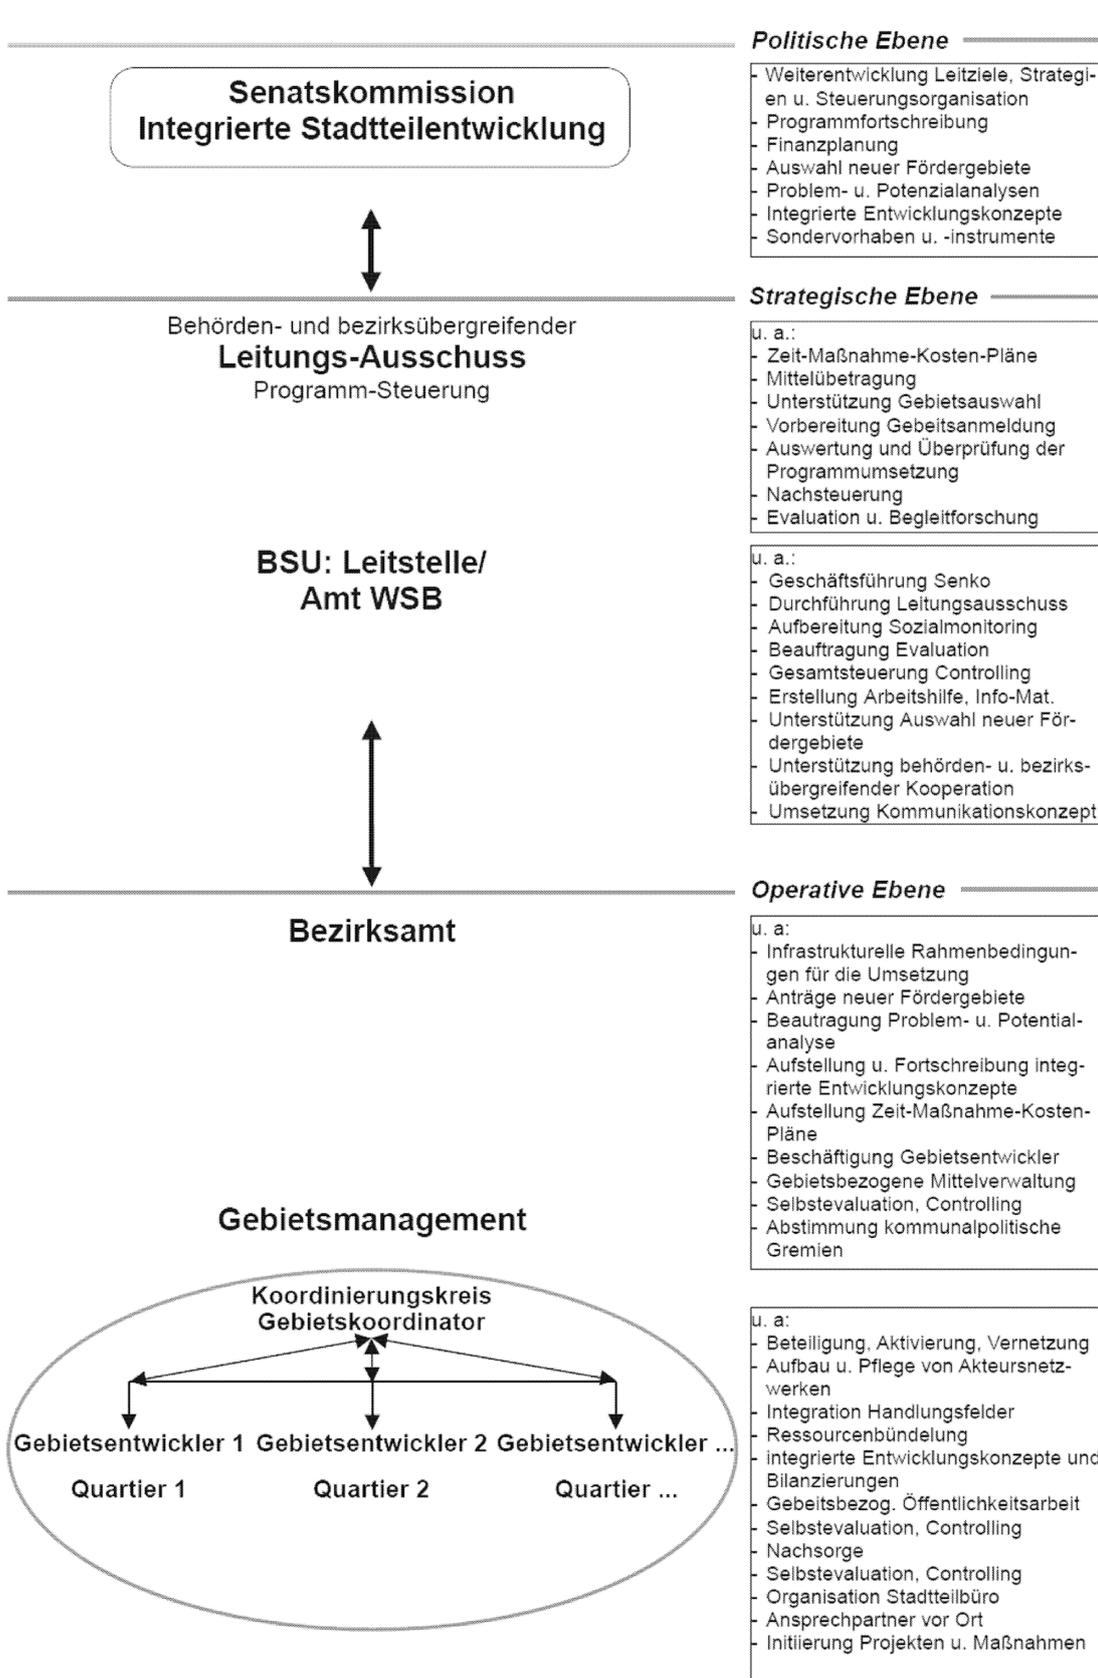 Politische Ebene
Senatskommission
Integrierte Stadtteilentwicklung
- Weiterentwicklung Leitziele, Strategi-
en u. Steuerungsorganisation
- Programmfortschreibung
- Finanzplanung
- Auswahl neuer Fördergebiete
- Problem- u. Potenzialanalysen
- Integrierte Entwicklungskonzepte
- Sondervorhaben u. -instrumente
Strategische Ebene
Behörden- und bezirksübergreifender
Leitungs-Ausschuss
Programm-Steuerung
u. a.:
- Zeit-Maßnahme-Kosten-Pläne
- Mittelübetragung
- Unterstützung Gebietsauswahl
- Vorbereitung Gebeitsanmeldung
- Auswertung und Überprüfung der
Programmumsetzung
- Nachsteuerung
- Evaluation u. Begleitforschung
BSU: Leitstelle/
Amt WSB
u. a.:
- Geschäftsführung Senko
- Durchführung Leitungsausschuss
- Aufbereitung Sozialmonitoring
- Beauftragung Evaluation
- Gesamtsteuerung Controlling
- Erstellung Arbeitshilfe, Info-Mat.
- Unterstützung Auswahl neuer För-
dergebiete
- Unterstützung behörden- u. bezirks-
übergreifender Kooperation
- Umsetzung Kommunikationskonzept
Operative Ebene
Bezirksamt
u. a:
- Infrastrukturelle Rahmenbedingun-
gen für die Umsetzung
- Anträge neuer Fördergebiete
- Beautragung Problem- u. Potential-
analyse
- Aufstellung u. Fortschreibung integ-
rierte Entwicklungskonzepte
- Aufstellung Zeit-Maßnahme-Kosten-
Pläne
- Beschäftigung Gebietsentwickler
- Gebietsbezogene Mittelverwaltung
- Selbstevaluation, Controlling
- Abstimmung kommunalpolitische
Gremien
Gebietsmanagement
Koordinierungskreis
Gebietskoordinator
Gebietsentwickler 1 Gebietsentwickler 2 Gebietsentwickler ...
Quartier 1 Quartier 2 Quartier ...
u. a:
- Beteiligung, Aktivierung, Vernetzung
- Aufbau u. Pflege von Akteursnetz-
werken
- Integration Handlungsfelder
- Ressourcenbündelung
- integrierte Entwicklungskonzepte und
Bilanzierungen
- Gebeitsbezog. Öffentlichkeitsarbeit
- Selbstevaluation, Controlling
- Nachsorge
- Selbstevaluation, Controlling
- Organisation Stadtteilbüro
- Ansprechpartner vor Ort
- Initiierung Projekten u. Maßnahmen